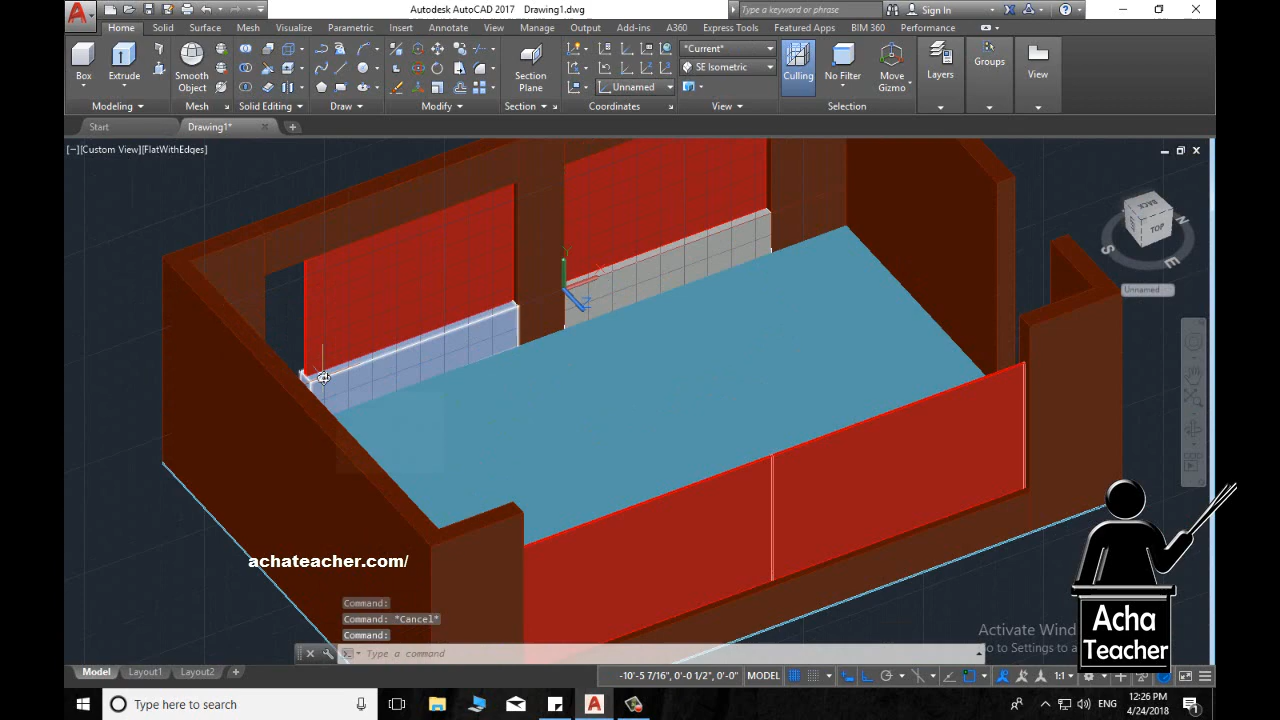 Autodesk AutoCAD 2017 Drawing1.dwg
Type a keyword or phrase
Sign In
Home Solid Surface Mesh Visualize Parametric Insert Annotate View Manage Output Add-ins A360 Express Tools Featured Apps BIM 360 Performance
Box
Extrude
Smooth
Object
Section
Plane
*Current*
SE Isometric
Unnamed
Culling
No Filter
Move
Gizmo
Layers
Groups
View
Modeling
Mesh
Solid Editing
Draw
Modify
Section
Coordinates
View
Selection
Start
Drawing1*
[−][Custom View][FlatWithEdges]
BACK
TOP
N
S
E
Unnamed
Y
X
Z
achateacher.com/
Command:
Command: *Cancel*
Command:
Type a command
Activate Wind
Go to Settings to a
Acha
Teacher
Model Layout1 Layout2
-10'-5 7/16", 0'-0 1/2", 0'-0"
MODEL
1:1
Type here to search
ENG
12:26 PM
4/24/2018